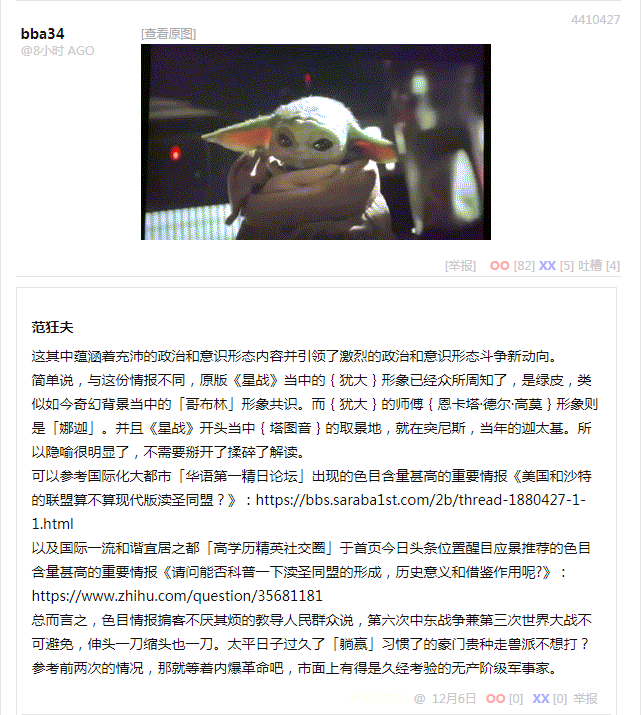 4410427
bba34
[查看原图]
@8小时 AGO
[举报] OO [82] XX [5] 吐槽 [4]
范狂夫
这其中蕴涵着充沛的政治和意识形态内容并引领了激烈的政治和意识形态斗争新动向。
简单说，与这份情报不同，原版《星战》当中的｛犹大｝形象已经众所周知了，是绿皮，类
似如今奇幻背景当中的「哥布林」形象共识。而｛犹大｝的师傅｛恩卡塔·德尔·高莫｝形象则
是「娜迦」。并且《星战》开头当中｛塔图音｝的取景地，就在突尼斯，当年的迦太基。所
以隐喻很明显了，不需要掰开了揉碎了解读。
可以参考国际化大都市「华语第一精日论坛」出现的色目含量甚高的重要情报《美国和沙特
的联盟算不算现代版渎圣同盟？》：https://bbs.saraba1st.com/2b/thread-1880427-1-
1.html
以及国际一流和谐宜居之都「高学历精英社交圈」于首页今日头条位置醒目应景推荐的色目
含量甚高的重要情报《请问能否科普一下渎圣同盟的形成，历史意义和借鉴作用呢?》：
https://www.zhihu.com/question/35681181
总而言之，色目情报掮客不厌其烦的教导人民群众说，第六次中东战争兼第三次世界大战不
可避免，伸头一刀缩头也一刀。太平日子过久了「躺赢」习惯了的豪门贵种走兽派不想打？
参考前两次的情况，那就等着内爆革命吧，市面上有得是久经考验的无产阶级军事家。
@ 12月6日 OO [0] XX [0] 举报